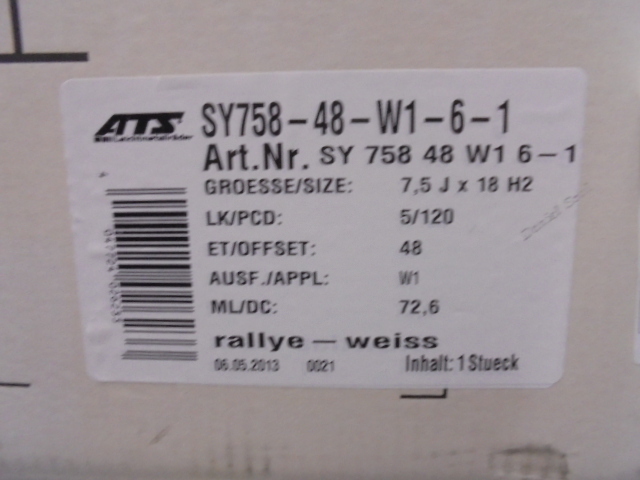 ATS
SY758-48-W1-6-1
Art.Nr. SY 758 48 W1 6-1
GROESSE/SIZE: 7,5 J x 18 H2
LK/PCD: 5/120
ET/OFFSET: 48
AUSF./APPL: W1
ML/DC: 72,6
rallye - weiss
06.05.2013 0021 Inhalt: 1 Stueck